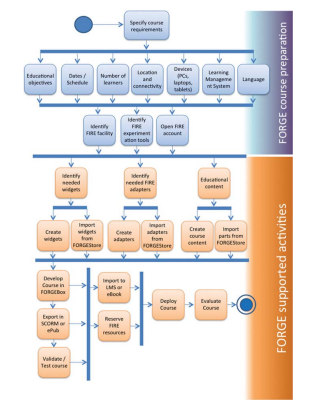 Specify course
requirements
Educational
objectives
Dates /
Schedule
Number of
learners
Location
and
connectivity
Devices
(PCs,
laptops,
tablets)
Learning
Manageme
nt System
Language
Identify
FIRE facility
Identify
FIRE
experiment
ation tools
Open FIRE
account
FORGE course preparation
Identify
needed
widgets
Identify
needed FIRE
adapters
Educational
content
Create
widgets
Import
widgets
from
FORGEStore
Create
adapters
Import
adapters
from
FORGEStore
Create
course
content
Import
parts from
FORGEStore
Develop
Course in
FORGEBox
Export in
SCORM or
ePub
Validate /
Test course
Import to
LMS or
eBook
Reserve
FIRE
resources
Deploy
Course
Evaluate
Course
FORGE supported activities